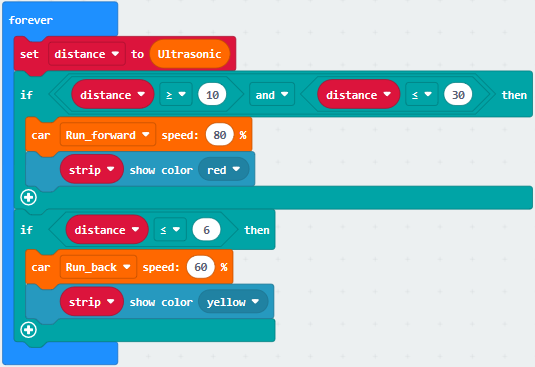 forever
set distance to Ultrasonic
if distance ≥ 10 and distance ≤ 30 then
car Run_forward speed: 80 %
strip show color red
if distance ≤ 6 then
car Run_back speed: 60 %
strip show color yellow